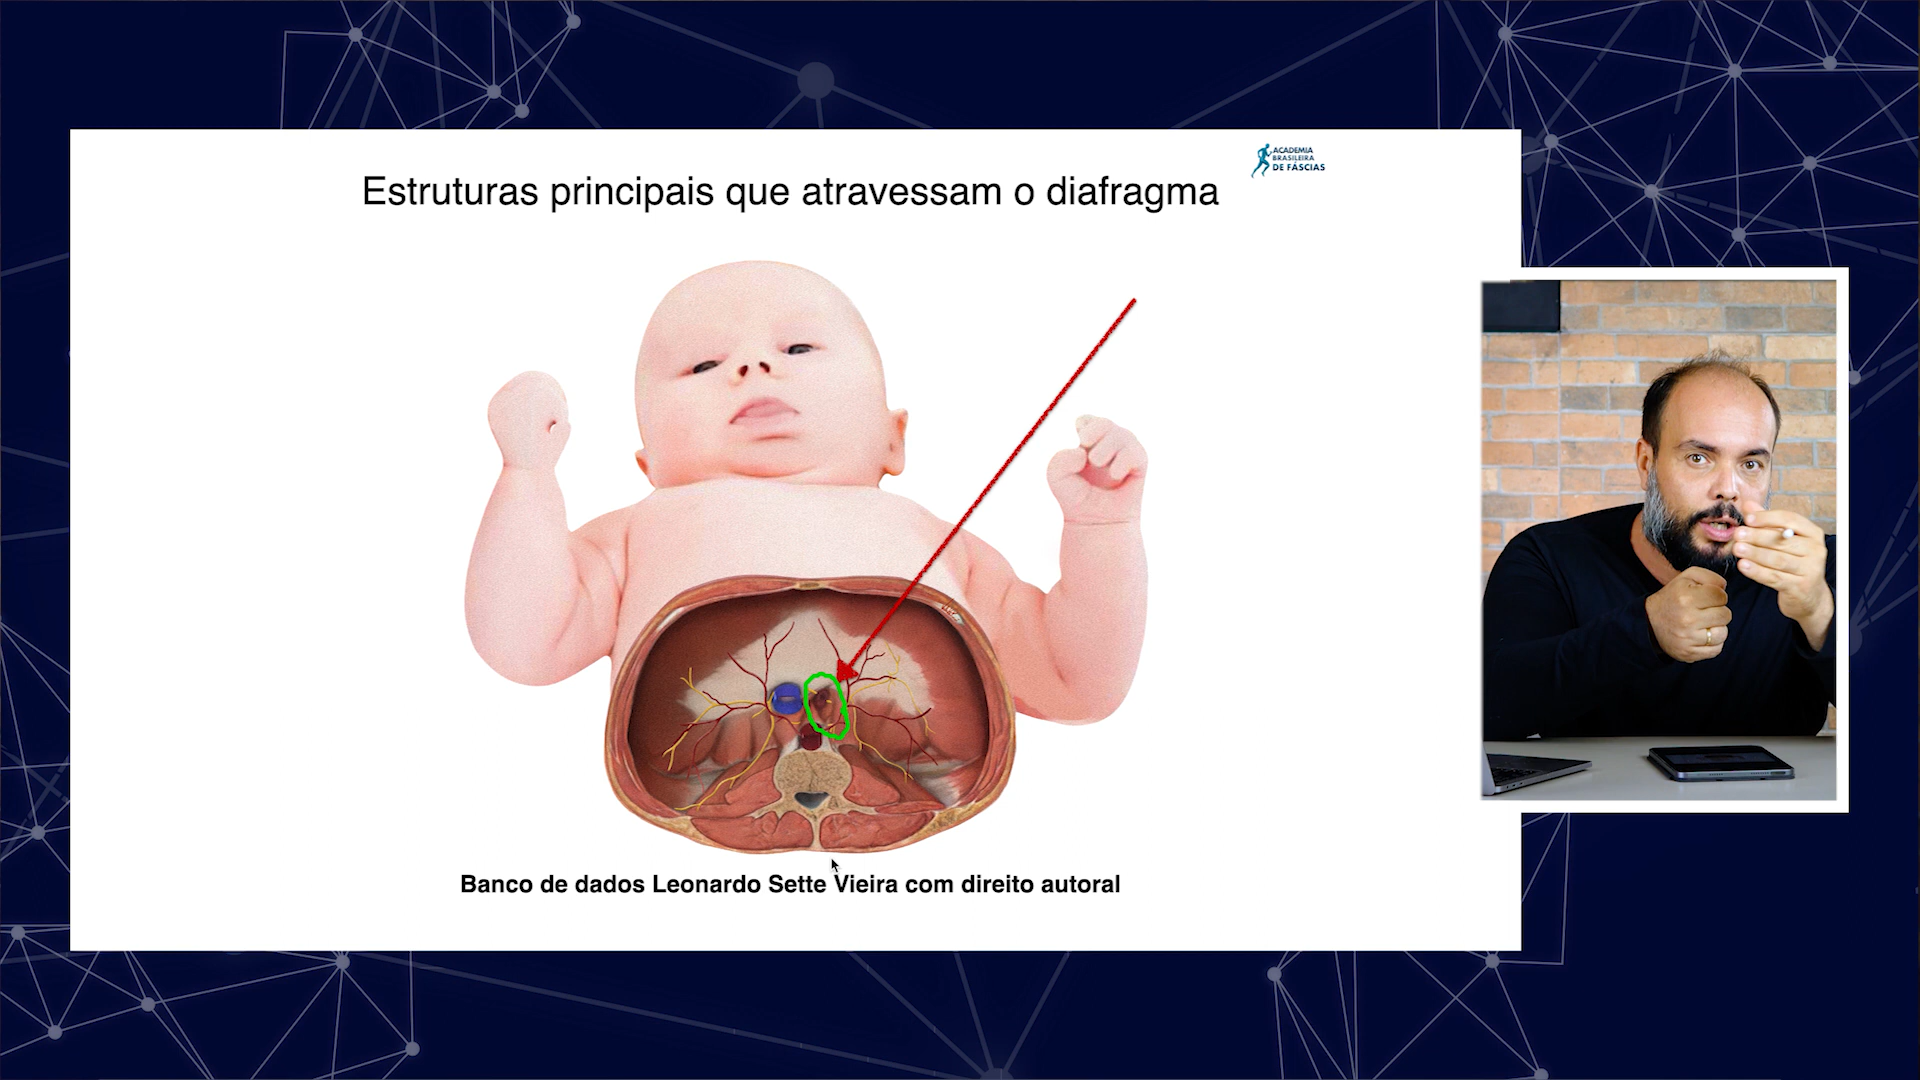 ACADEMIA
BRASILEIRA
DE FÁSCIAS
Estruturas principais que atravessam o diafragma
Banco de dados Leonardo Sette Vieira com direito autoral